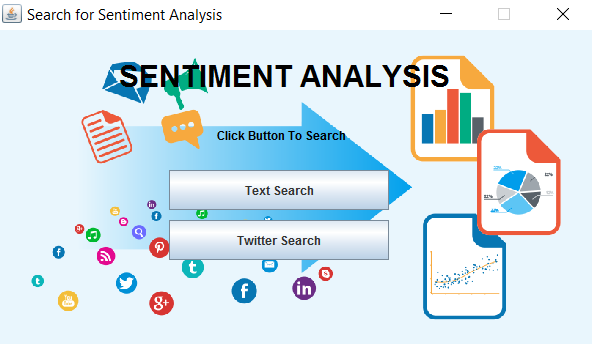 Search for Sentiment Analysis
SENTIMENT ANALYSIS
Click Button To Search
Text Search
Twitter Search